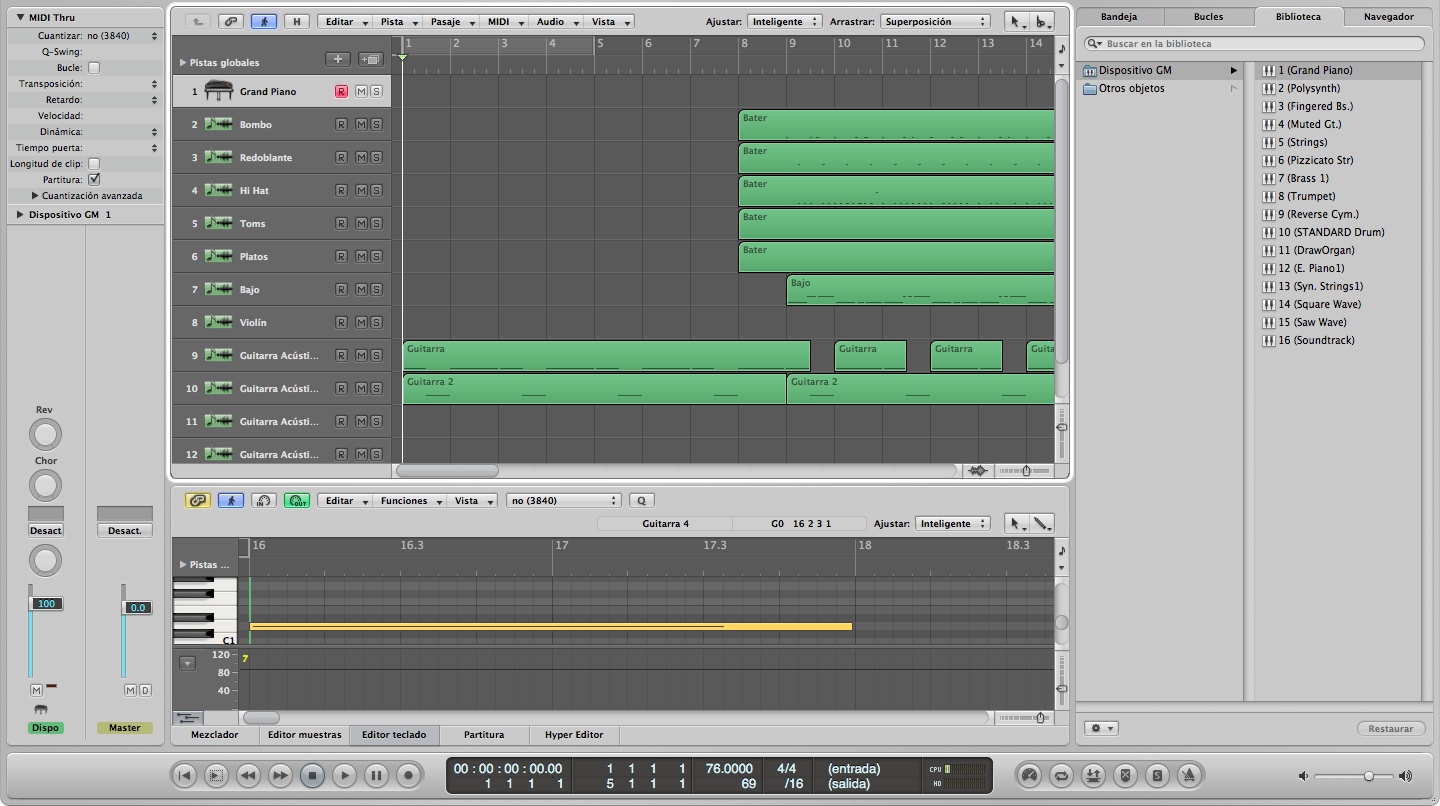 MIDI Thru
Cuantizar: no (3840)
Q-Swing:
Bucle:
Transposición:
Retardo:
Velocidad:
Dinámica:
Tiempo puerta:
Longitud de clip:
Partitura:
Cuantización avanzada
Dispositivo GM 1
Rev
Chor
Desact
Desact.
100
0.0
M
M D
Dispo
Master
H Editar Pista Pasaje MIDI Audio Vista Ajustar: Inteligente Arrastrar: Superposición
1 2 3 4 5 6 7 8 9 10 11 12 13 14
Pistas globales
1 Grand Piano R M S
2 Bombo R M S Bater
3 Redoblante R M S Bater
4 Hi Hat R M S Bater
5 Toms R M S Bater
6 Platos R M S Bater
7 Bajo R M S Bajo
8 Violín R M S
9 Guitarra Acústi... R M S Guitarra Guitarra Guitarra Guita
10 Guitarra Acústi... R M S Guitarra 2 Guitarra 2
11 Guitarra Acústi... R M S
12 Guitarra Acústi... R M S
IN OUT Editar Funciones Vista no (3840) Q
Guitarra 4 G0 16 2 3 1 Ajustar: Inteligente
16 16.3 17 17.3 18 18.3
Pistas ...
C1
120 7
80
40
Mezclador Editor muestras Editor teclado Partitura Hyper Editor
Bandeja Bucles Biblioteca Navegador
Buscar en la biblioteca
Dispositivo GM
Otros objetos
1 (Grand Piano)
2 (Polysynth)
3 (Fingered Bs.)
4 (Muted Gt.)
5 (Strings)
6 (Pizzicato Str)
7 (Brass 1)
8 (Trumpet)
9 (Reverse Cym.)
10 (STANDARD Drum)
11 (DrawOrgan)
12 (E. Piano1)
13 (Syn. Strings1)
14 (Square Wave)
15 (Saw Wave)
16 (Soundtrack)
Restaurar
00 : 00 : 00 : 00.00 1 1 1 1 76.0000 4/4 (entrada) CPU
1 1 1 1 5 1 1 1 69 /16 (salida) HD
S